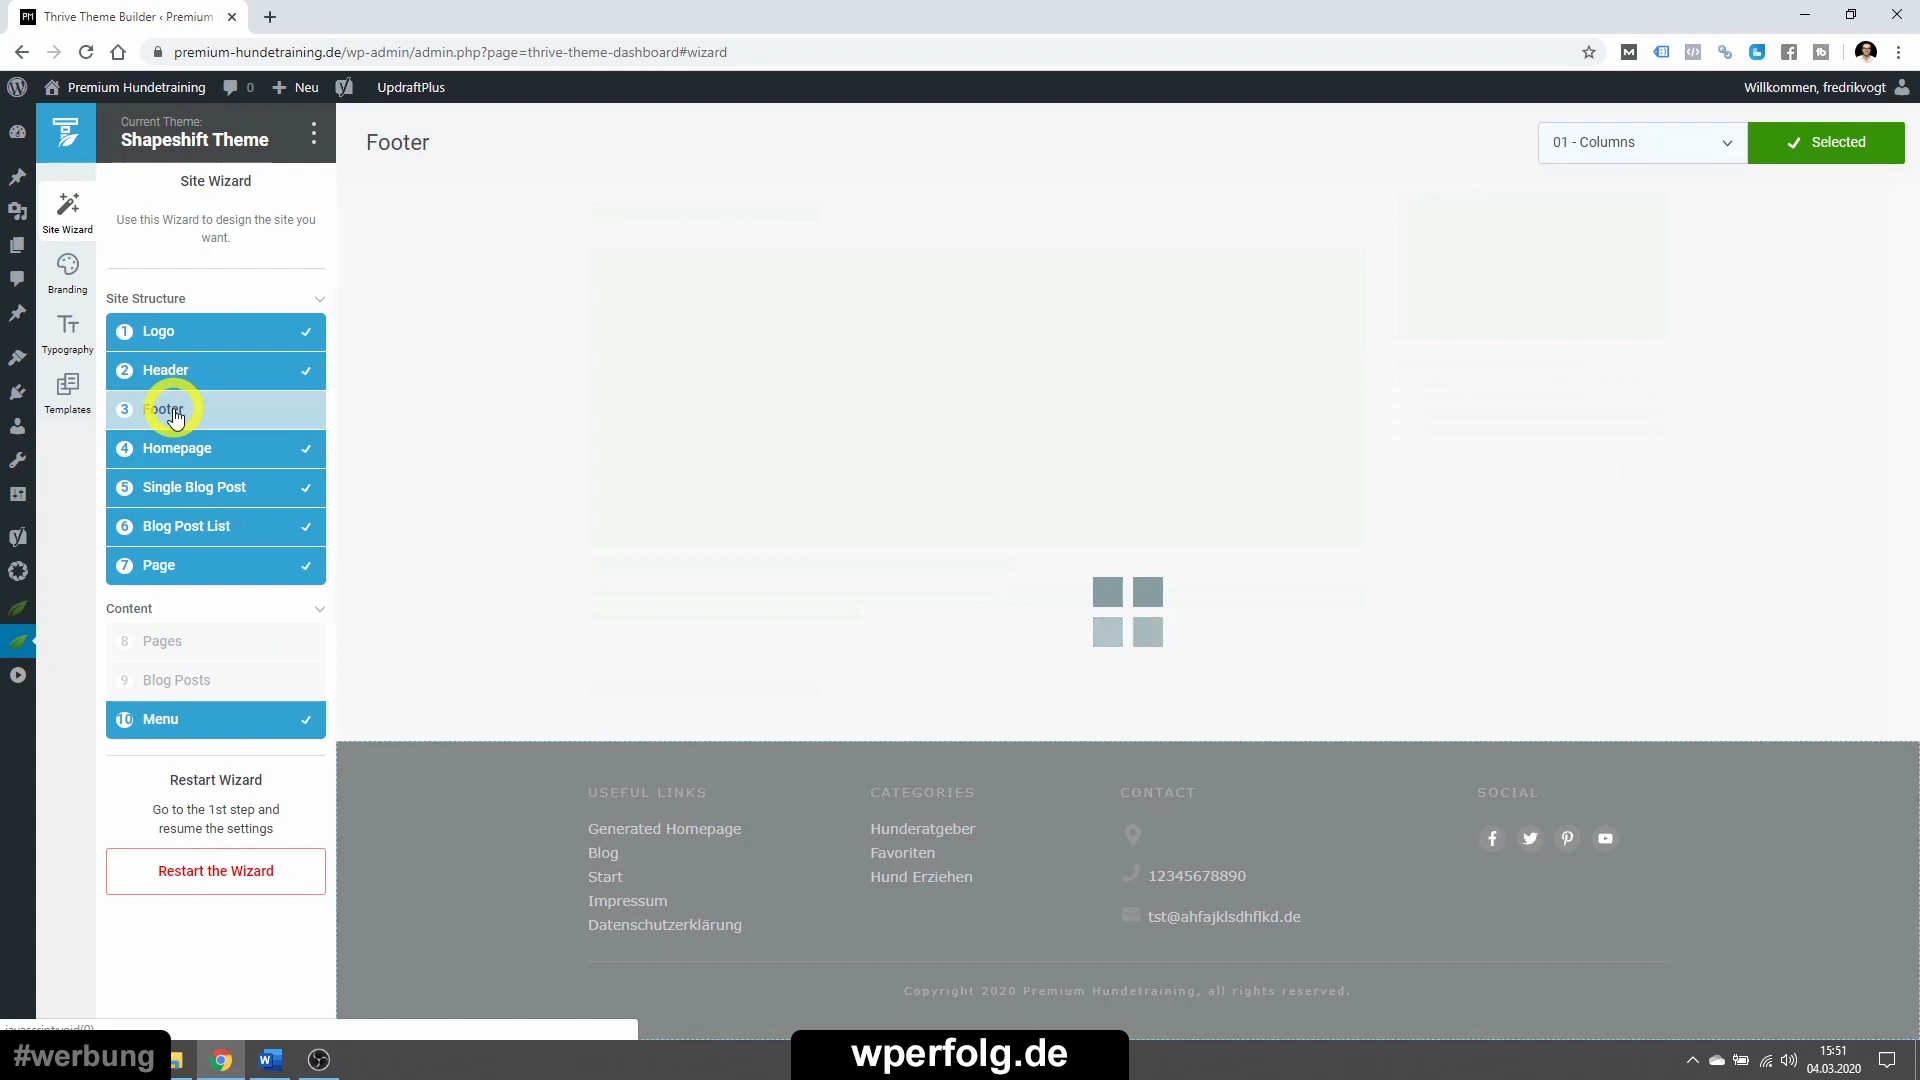 PM Thrive Theme Builder ‹ Premium
premium-hundetraining.de/wp-admin/admin.php?page=thrive-theme-dashboard#wizard
Premium Hundetraining 0 Neu UpdraftPlus
Willkommen, fredrikvogt
Current Theme:
Shapeshift Theme
Footer
01 - Columns
Selected
Site Wizard
Branding
Typography
Templates
Site Wizard
Use this Wizard to design the site you
want.
Site Structure
1 Logo
2 Header
3 Footer
4 Homepage
5 Single Blog Post
6 Blog Post List
7 Page
Content
8 Pages
9 Blog Posts
10 Menu
Restart Wizard
Go to the 1st step and
resume the settings
Restart the Wizard
USEFUL LINKS
Generated Homepage
Blog
Start
Impressum
Datenschutzerklärung
CATEGORIES
Hunderatgeber
Favoriten
Hund Erziehen
CONTACT
12345678890
tst@ahfajklsdhflkd.de
SOCIAL
Copyright 2020 Premium Hundetraining, all rights reserved.
#werbung
wperfolg.de
15:51
04.03.2020